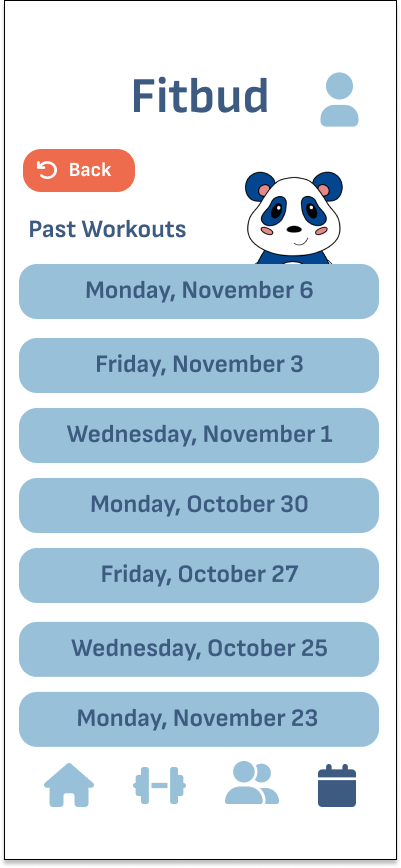 Fitbud
Back
Past Workouts
Monday, November 6
Friday, November 3
Wednesday, November 1
Monday, October 30
Friday, October 27
Wednesday, October 25
Monday, November 23